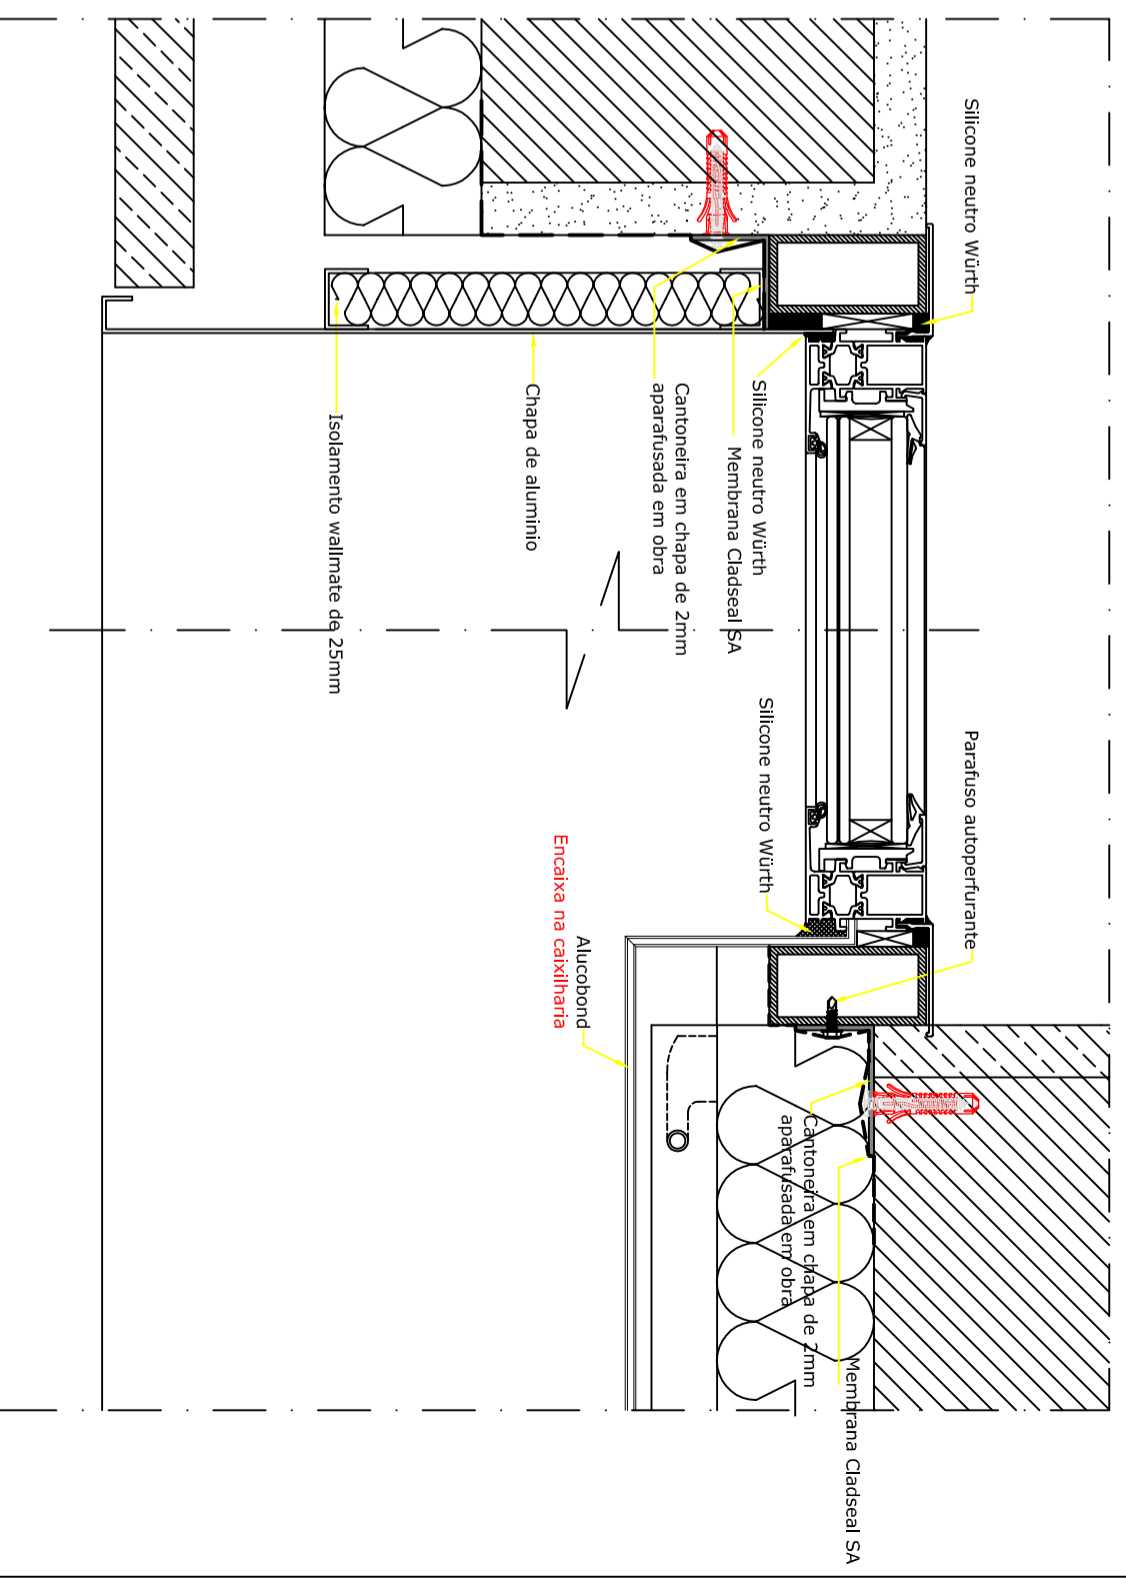 Silicone neutro Würth
Parafuso autoperfurante
Silicone neutro Würth
Membrana Cladseal SA
Cantoneira em chapa de 2mm
aparafusada em obra
Chapa de aluminio
Isolamento wallmate de 25mm
Silicone neutro Würth
Alucobond
Encaixa na caixilharia
Membrana Cladseal SA
Cantoneira em chapa de 2mm
aparafusada em obra